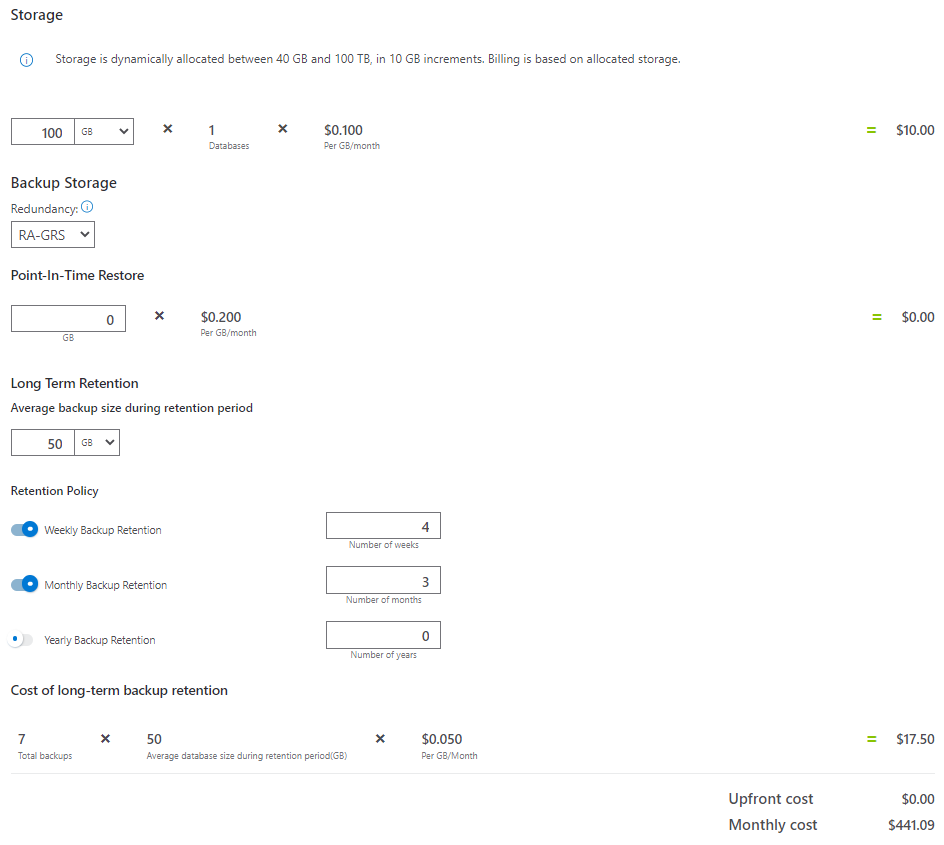 Storage
Storage is dynamically allocated between 40 GB and 100 TB, in 10 GB increments. Billing is based on allocated storage.
100 GB × 1 × $0.100 = $10.00
Databases Per GB/month
Backup Storage
Redundancy:
RA-GRS
Point-In-Time Restore
0 × $0.200 = $0.00
GB Per GB/month
Long Term Retention
Average backup size during retention period
50 GB
Retention Policy
Weekly Backup Retention 4
Number of weeks
Monthly Backup Retention 3
Number of months
Yearly Backup Retention 0
Number of years
Cost of long-term backup retention
7 × 50 × $0.050 = $17.50
Total backups Average database size during retention period(GB) Per GB/Month
Upfront cost $0.00
Monthly cost $441.09